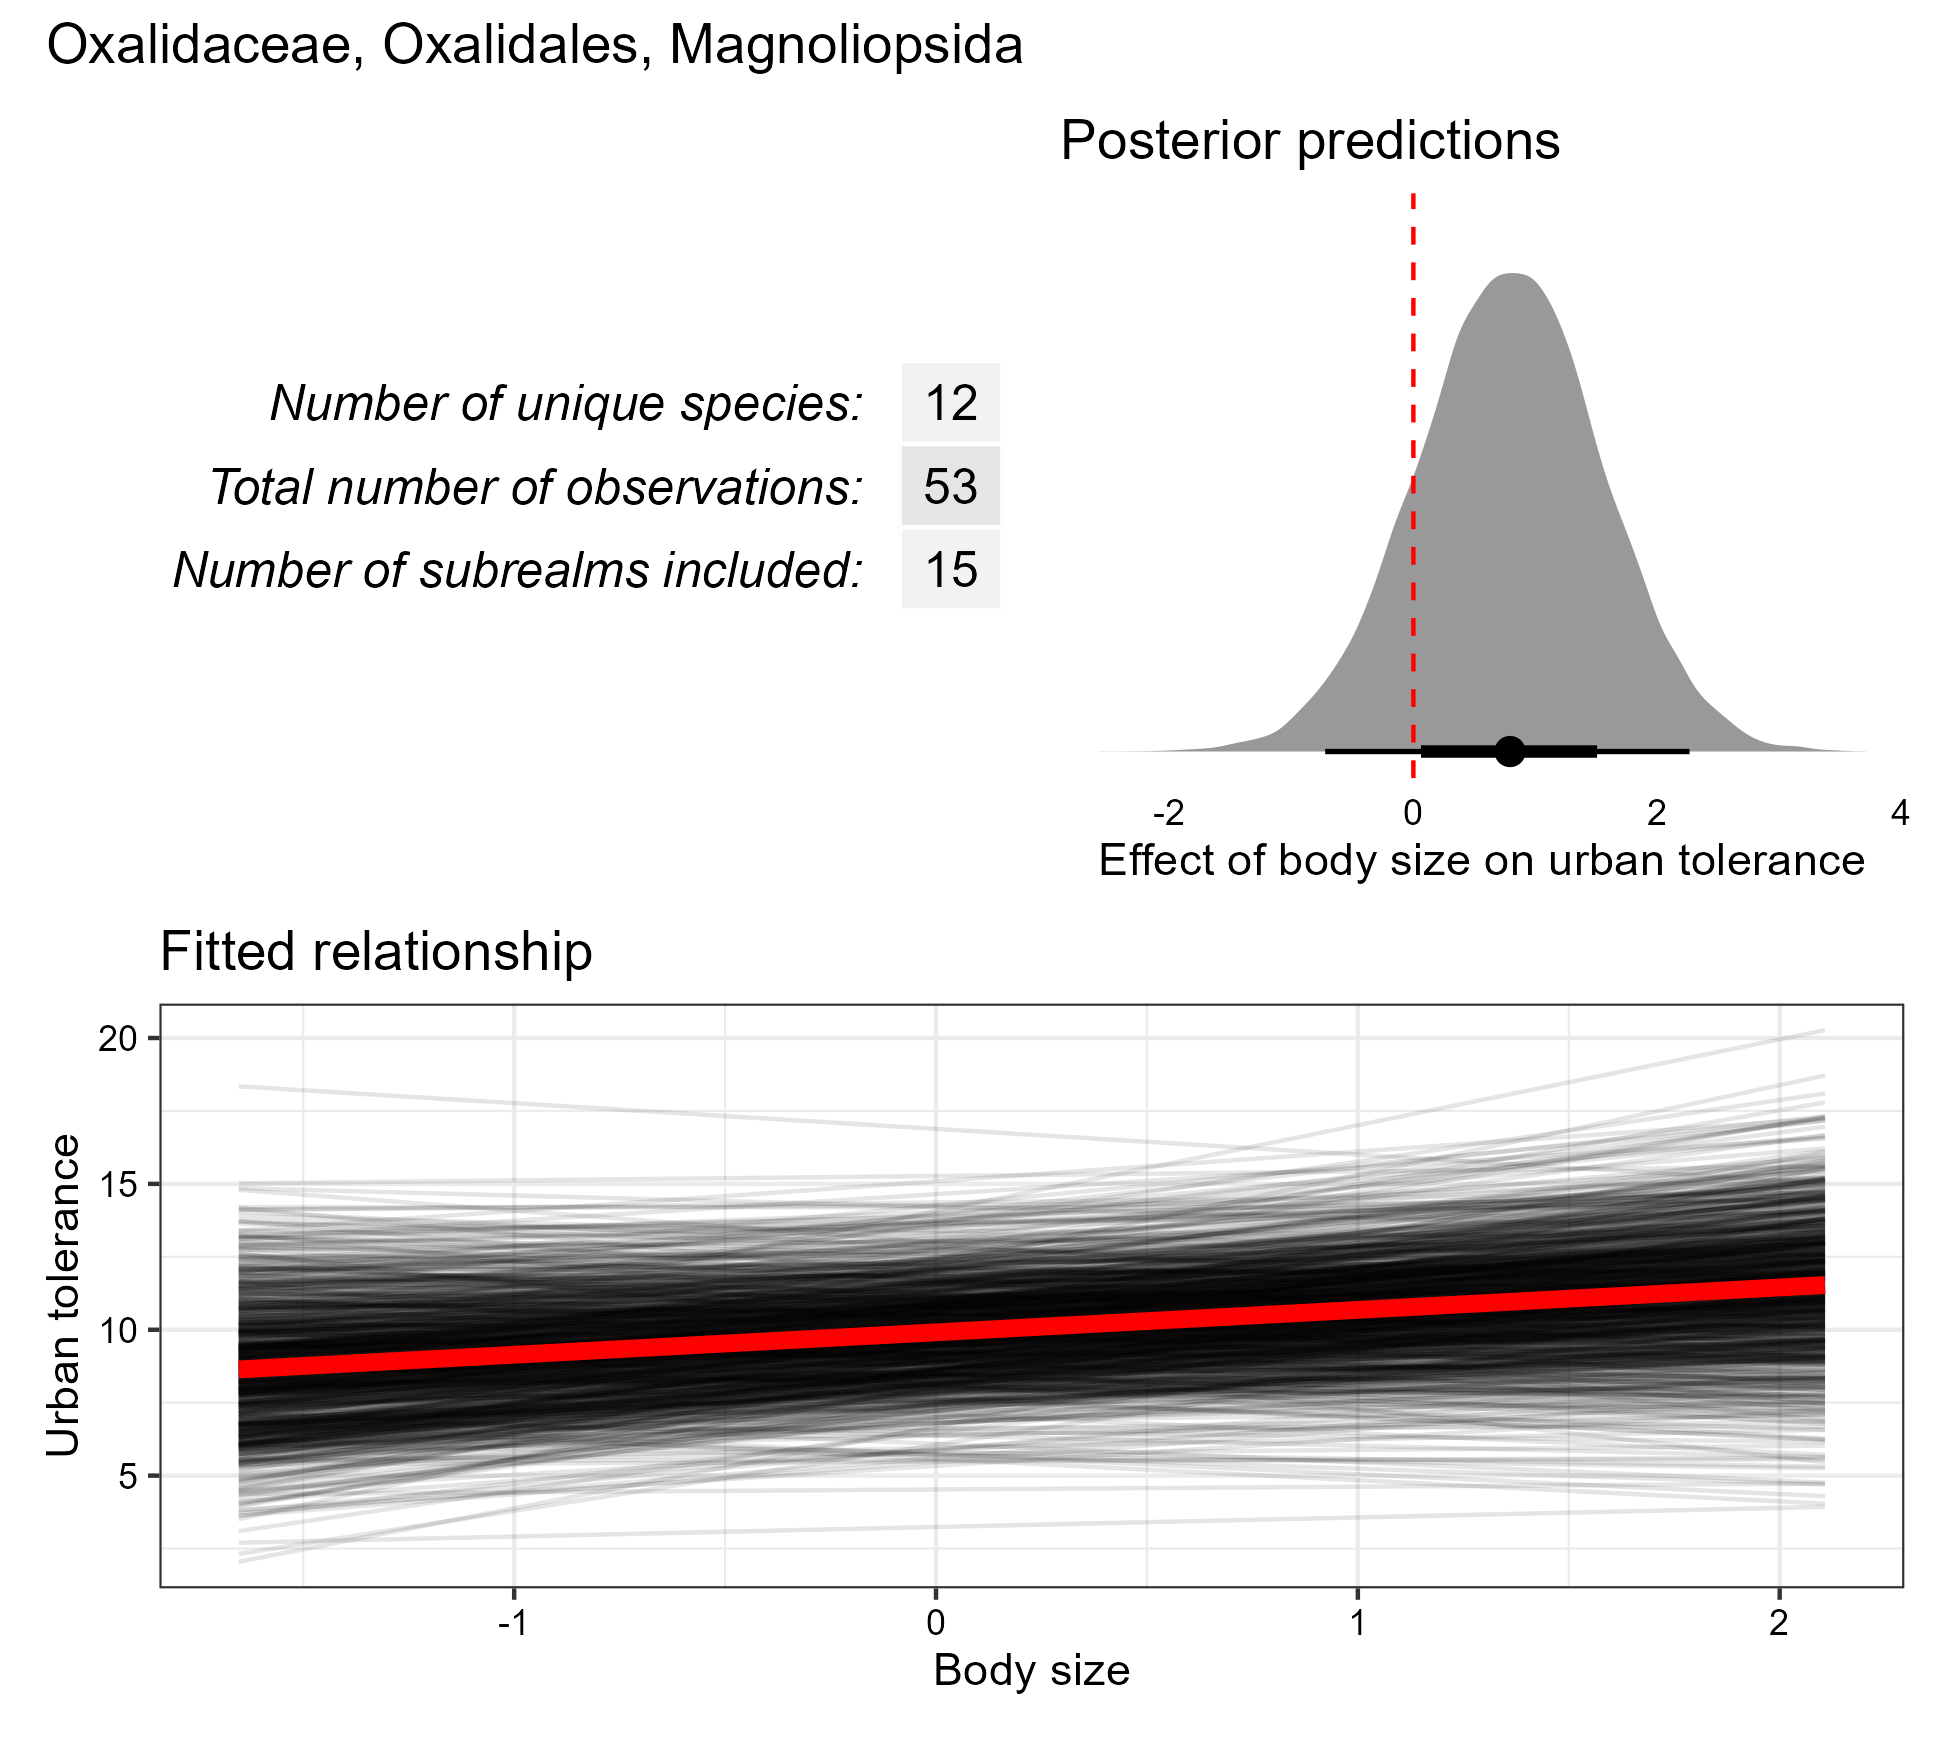 Oxalidaceae, Oxalidales, Magnoliopsida
Posterior predictions
Number of unique species: 12
Total number of observations: 53
Number of subrealms included: 15
-2 0 2 4
Effect of body size on urban tolerance
Fitted relationship
20
15
10
5
Urban tolerance
-1 0 1 2
Body size